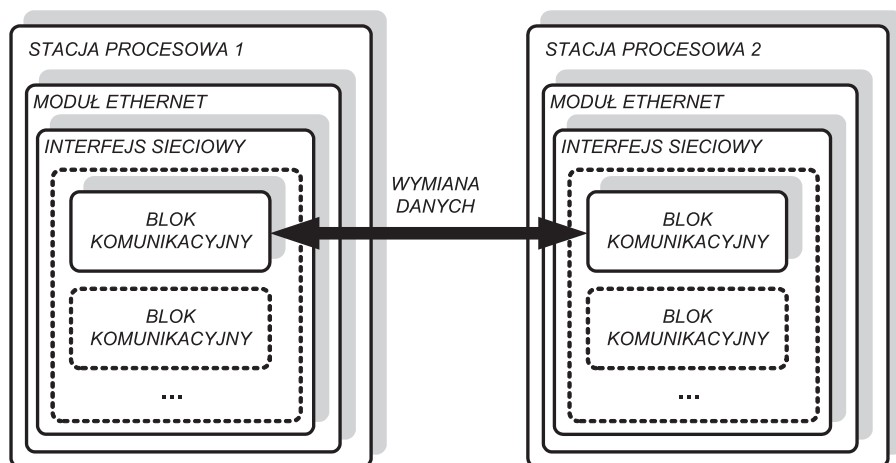 STACJA PROCESOWA 1
MODUŁ ETHERNET
INTERFEJS SIECIOWY
BLOK
KOMUNIKACYJNY
BLOK
KOMUNIKACYJNY
...
WYMIANA
DANYCH
STACJA PROCESOWA 2
MODUŁ ETHERNET
INTERFEJS SIECIOWY
BLOK
KOMUNIKACYJNY
BLOK
KOMUNIKACYJNY
...